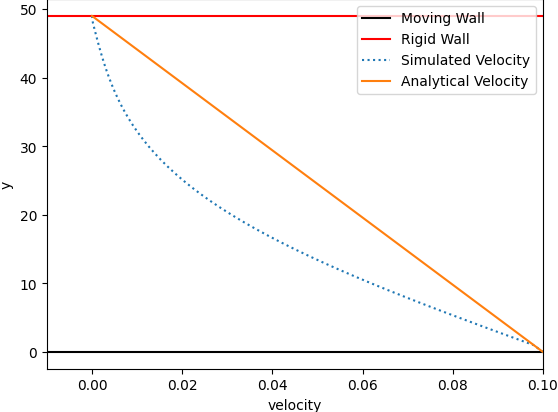 50
40
30
20
10
0
y
Moving Wall
Rigid Wall
Simulated Velocity
Analytical Velocity
0.00 0.02 0.04 0.06 0.08 0.10
velocity